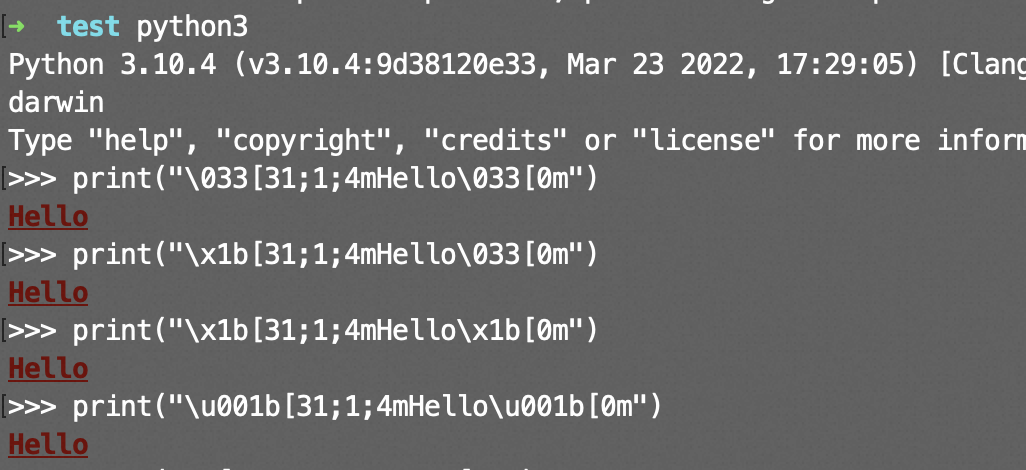 → test python3
Python 3.10.4 (v3.10.4:9d38120e33, Mar 23 2022, 17:29:05) [Clang
darwin
Type "help", "copyright", "credits" or "license" for more inform
>>> print("\033[31;1;4mHello\033[0m")
Hello
>>> print("\x1b[31;1;4mHello\033[0m")
Hello
>>> print("\x1b[31;1;4mHello\x1b[0m")
Hello
>>> print("\u001b[31;1;4mHello\u001b[0m")
Hello